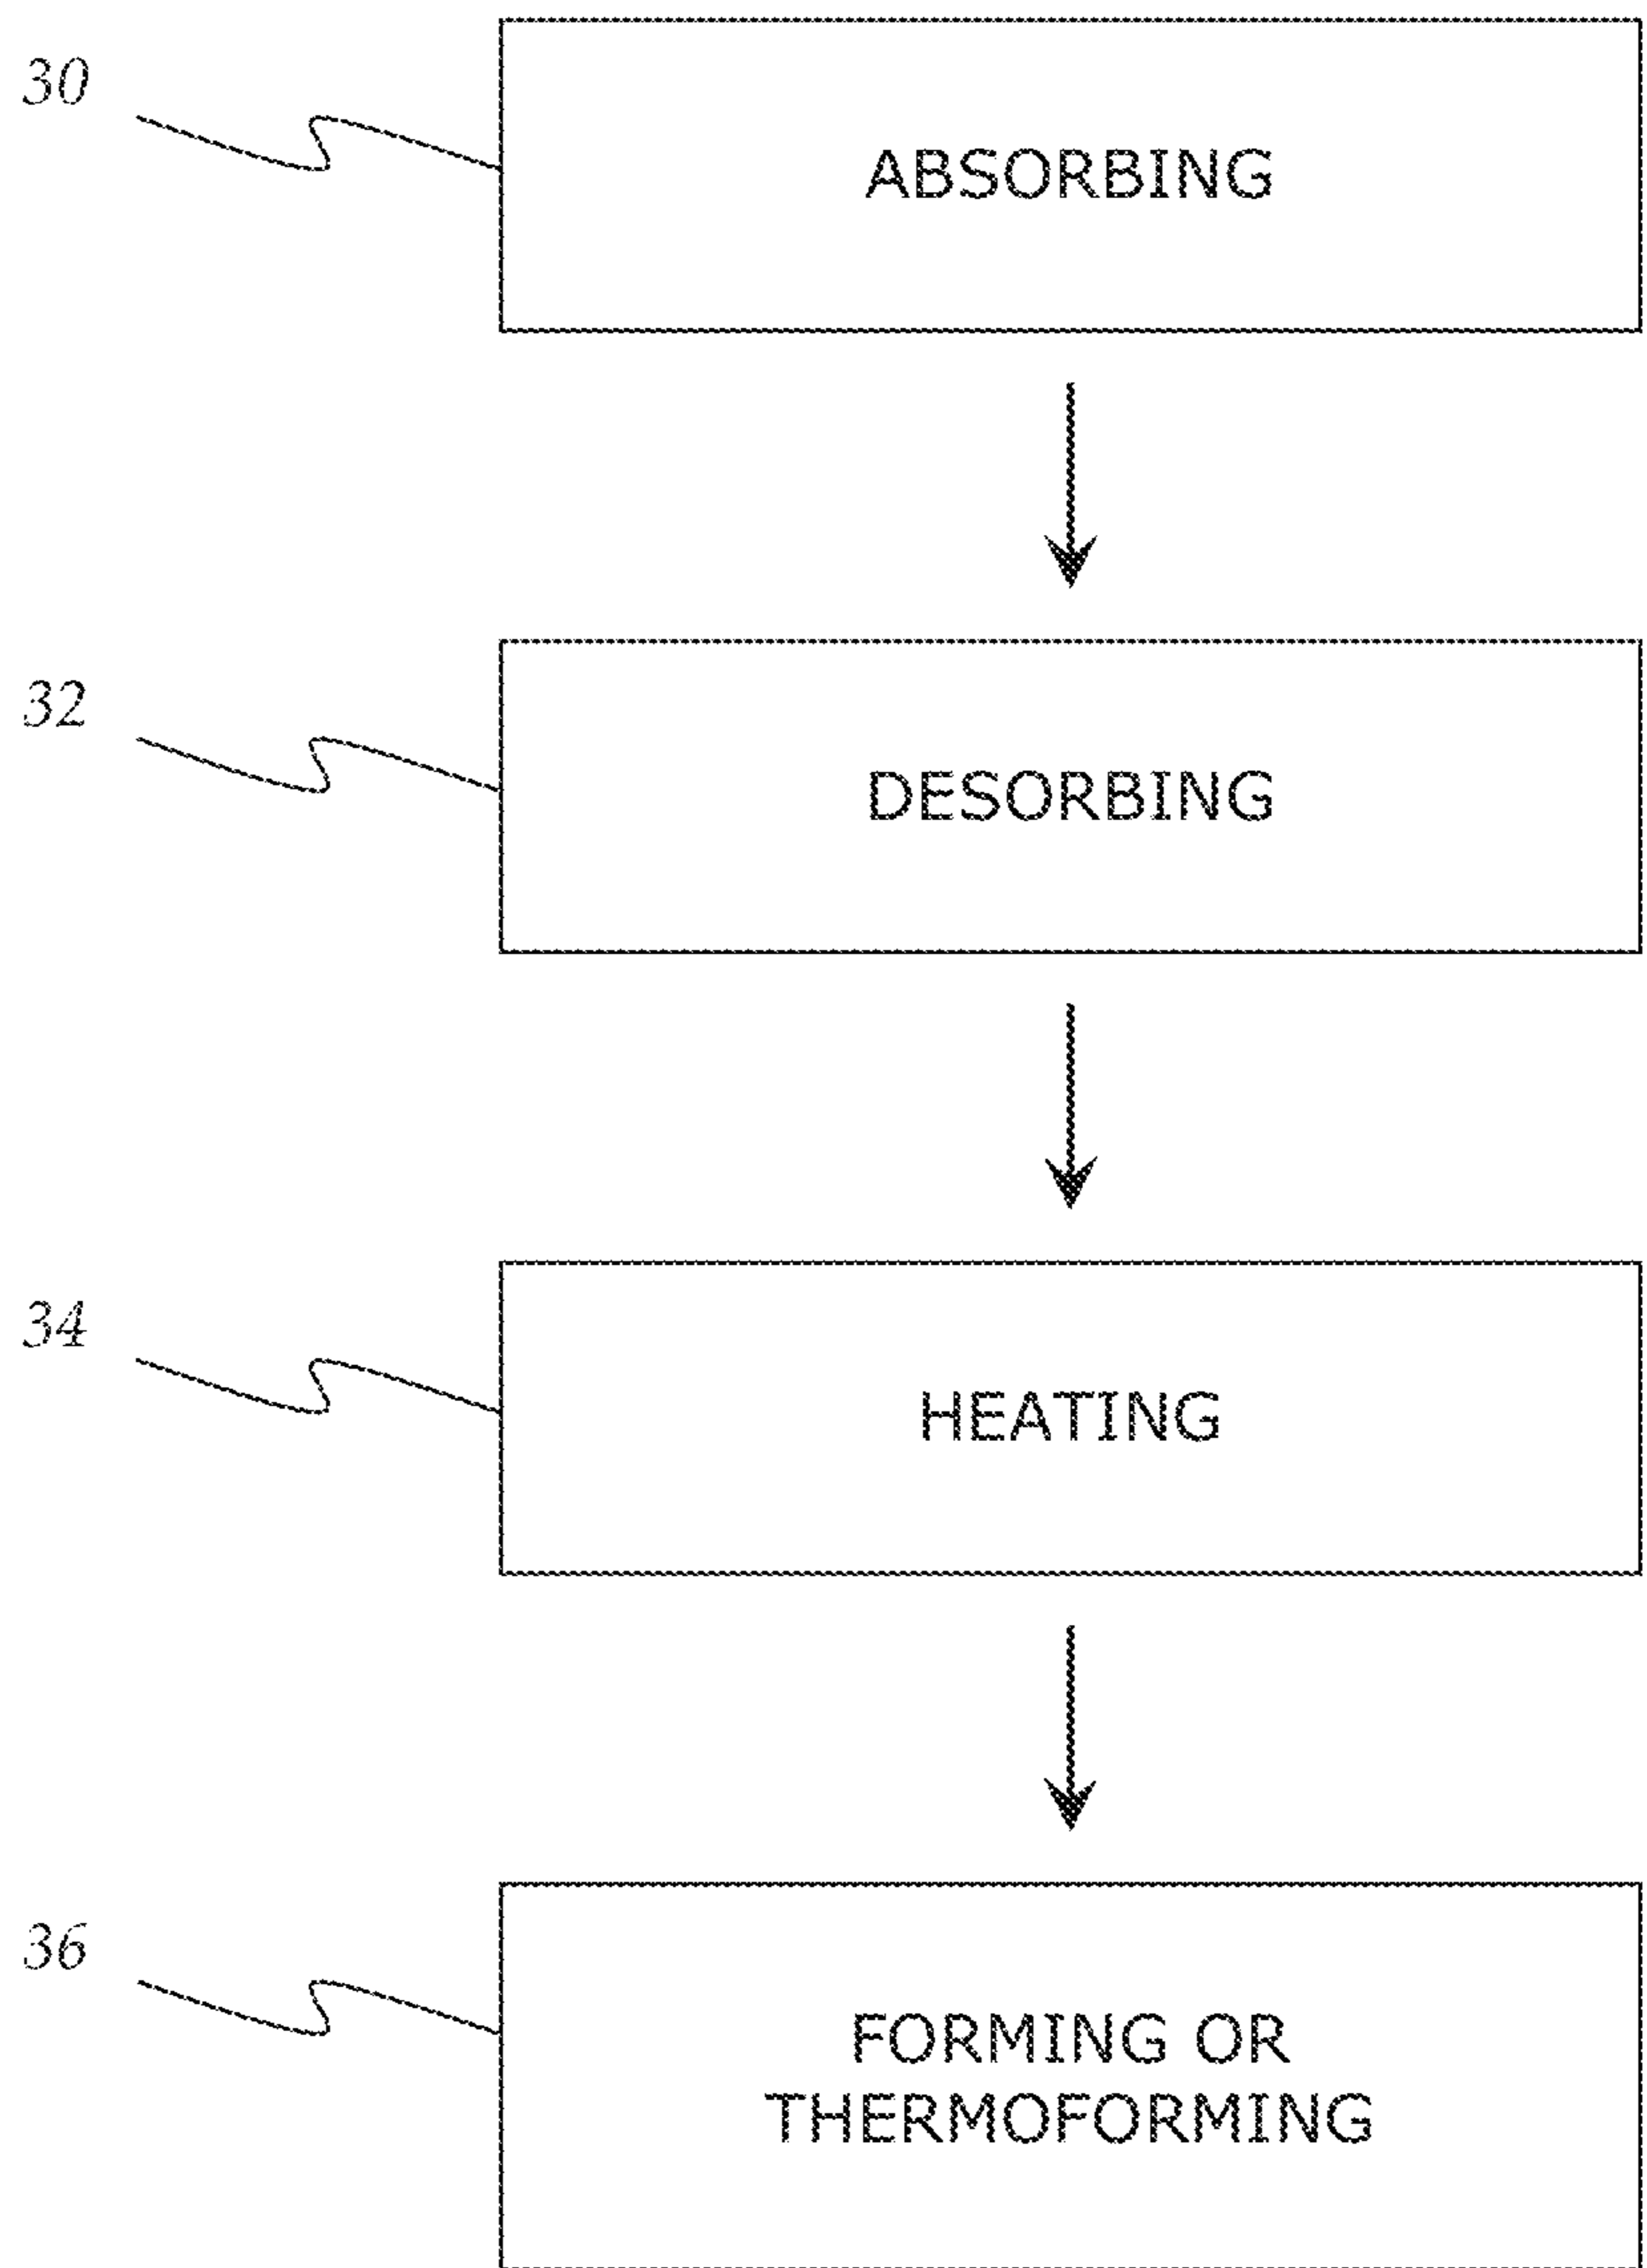 30
ABSORBING
32
DESORBING
34
HEATING
36
FORMING OR
THERMOFORMING